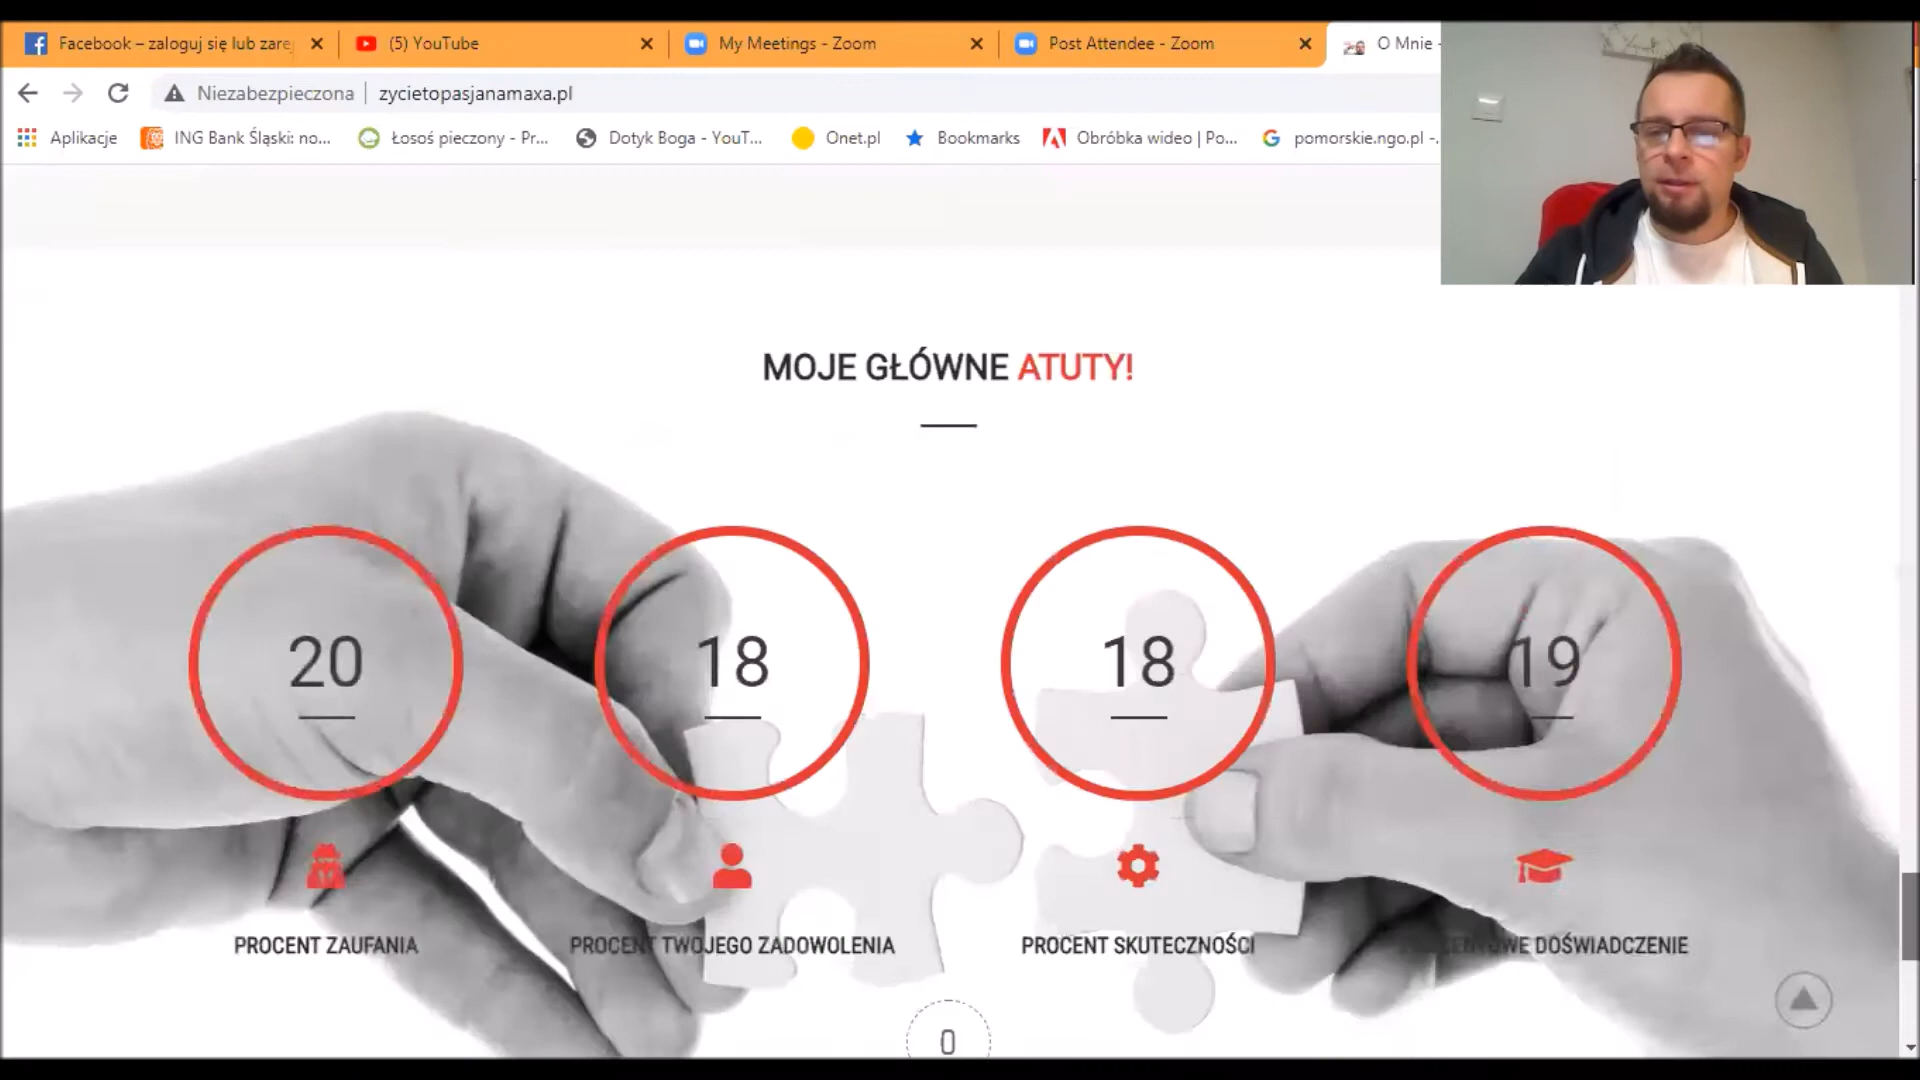 Facebook – zaloguj się lub zare
(5) YouTube
My Meetings - Zoom
Post Attendee - Zoom
O Mnie -
Niezabezpieczona
zycietopasjanamaxa.pl
Aplikacje
ING Bank Śląski: no...
Łosoś pieczony - Pr...
Dotyk Boga - YouT...
Onet.pl
Bookmarks
Obróbka wideo | Po...
pomorskie.ngo.pl -.
MOJE GŁÓWNE ATUTY!
20
18
18
19
PROCENT ZAUFANIA
PROCENT TWOJEGO ZADOWOLENIA
PROCENT SKUTECZNOŚCI
DOŚWIADCZENIE
0